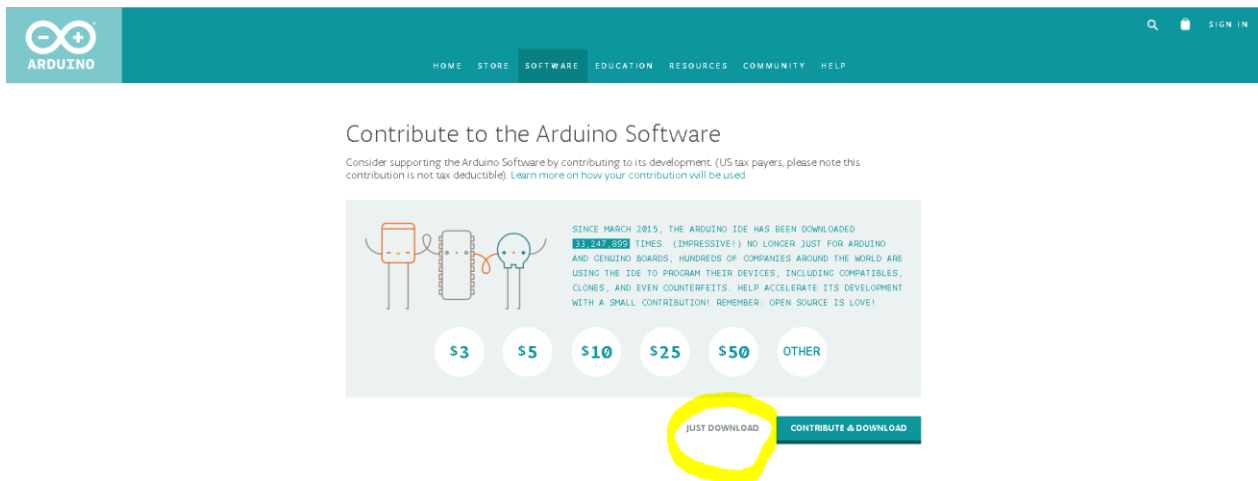 SIGN IN
ARDUINO
HOME STORE SOFTWARE EDUCATION RESOURCES COMMUNITY HELP
Contribute to the Arduino Software
Consider supporting the Arduino Software by contributing to its development. (US tax payers, please note this
contribution is not tax deductible). Learn more on how your contribution will be used.
SINCE MARCH 2015, THE ARDUINO IDE HAS BEEN DOWNLOADED
33,247,899 TIMES. (IMPRESSIVE!) NO LONGER JUST FOR ARDUINO
AND GENUINO BOARDS, HUNDREDS OF COMPANIES AROUND THE WORLD ARE
USING THE IDE TO PROGRAM THEIR DEVICES, INCLUDING COMPATIBLES,
CLONES, AND EVEN COUNTERFEITS. HELP ACCELERATE ITS DEVELOPMENT
WITH A SMALL CONTRIBUTION! REMEMBER: OPEN SOURCE IS LOVE!
$3 $5 $10 $25 $50 OTHER
JUST DOWNLOAD CONTRIBUTE & DOWNLOAD